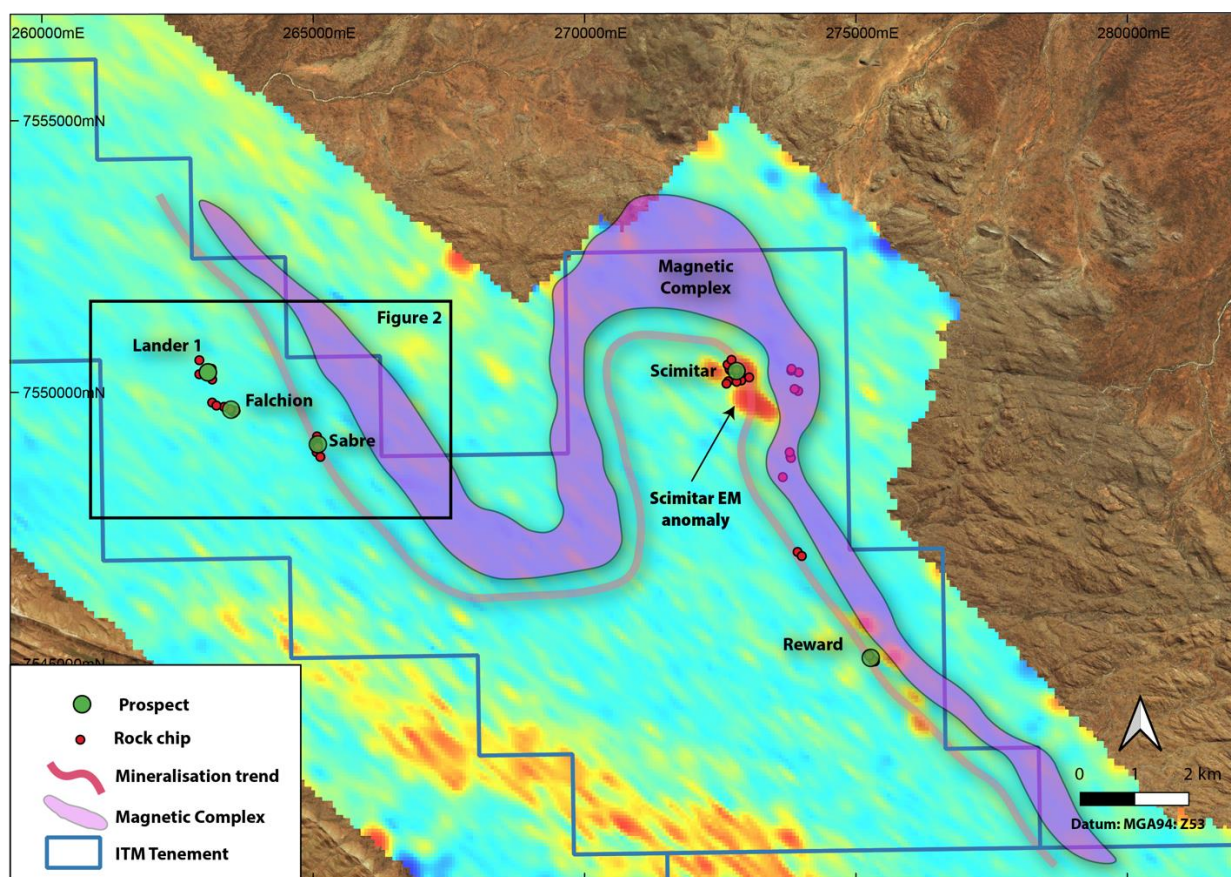 260000mE
265000mE
270000mE
275000mE
280000mE
7555000mN
Magnetic
Complex
Figure 2
Lander 1
Scimitar
7550000mN
Falchion
Sabre
Scimitar EM
anomaly
Reward
7545000mN
Prospect
Rock chip
Mineralisation trend
Magnetic Complex
ITM Tenement
0 1 2 km
Datum: MGA94: Z53